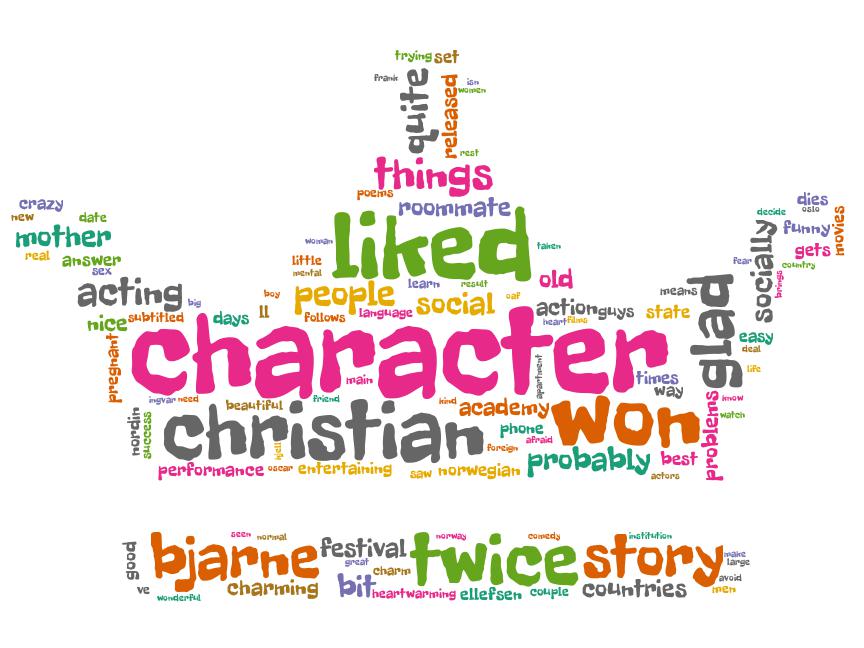 trying set
frank quite released isn
women
rest
things
poems roommate
crazy
new date
mother
real answer
sex
woman liked taken
little
mental
dies
decide oslo
funny movies
socially
gets
fear country
brings
acting big
boy people learn result old
ll social oaf
means glad
nice subtitled days follows language action guys state
heart films
easy
deal
pregnant character
main apartment times
way life
ingvar need friend
beautiful kind academy won know
watch
problems
nordin success christian phone
afraid
kjell foreign
performance oscar entertaining saw norwegian probably best
actors
seen normal norway comedy institution
good bjarne festival twice story make
large
great
charm avoid
ve charming bit heartwarming ellefsen couple countries men
wonderful